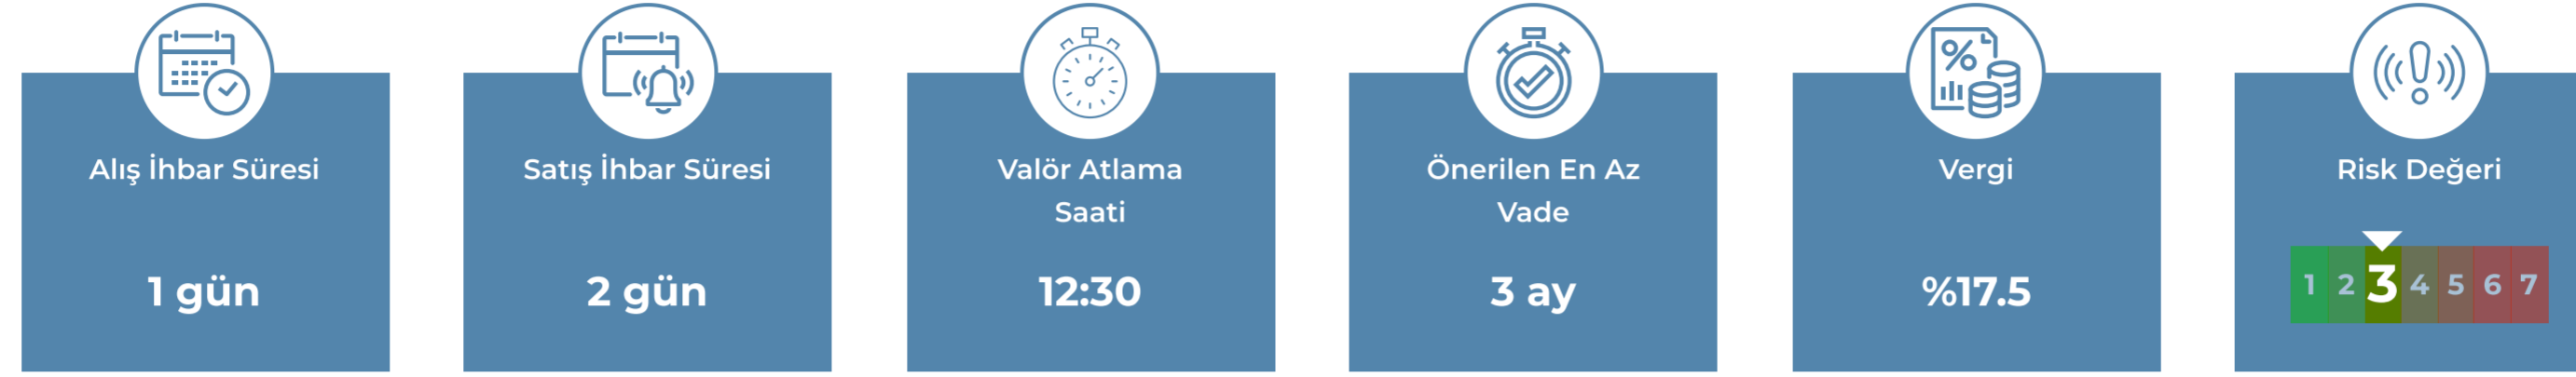 Alış İhbar Süresi
1 gün
Satış İhbar Süresi
2 gün
Valör Atlama
Saati
12:30
Önerilen En Az
Vade
3 ay
%
Vergi
%17.5
Risk Değeri
1 2 3 4 5 6 7